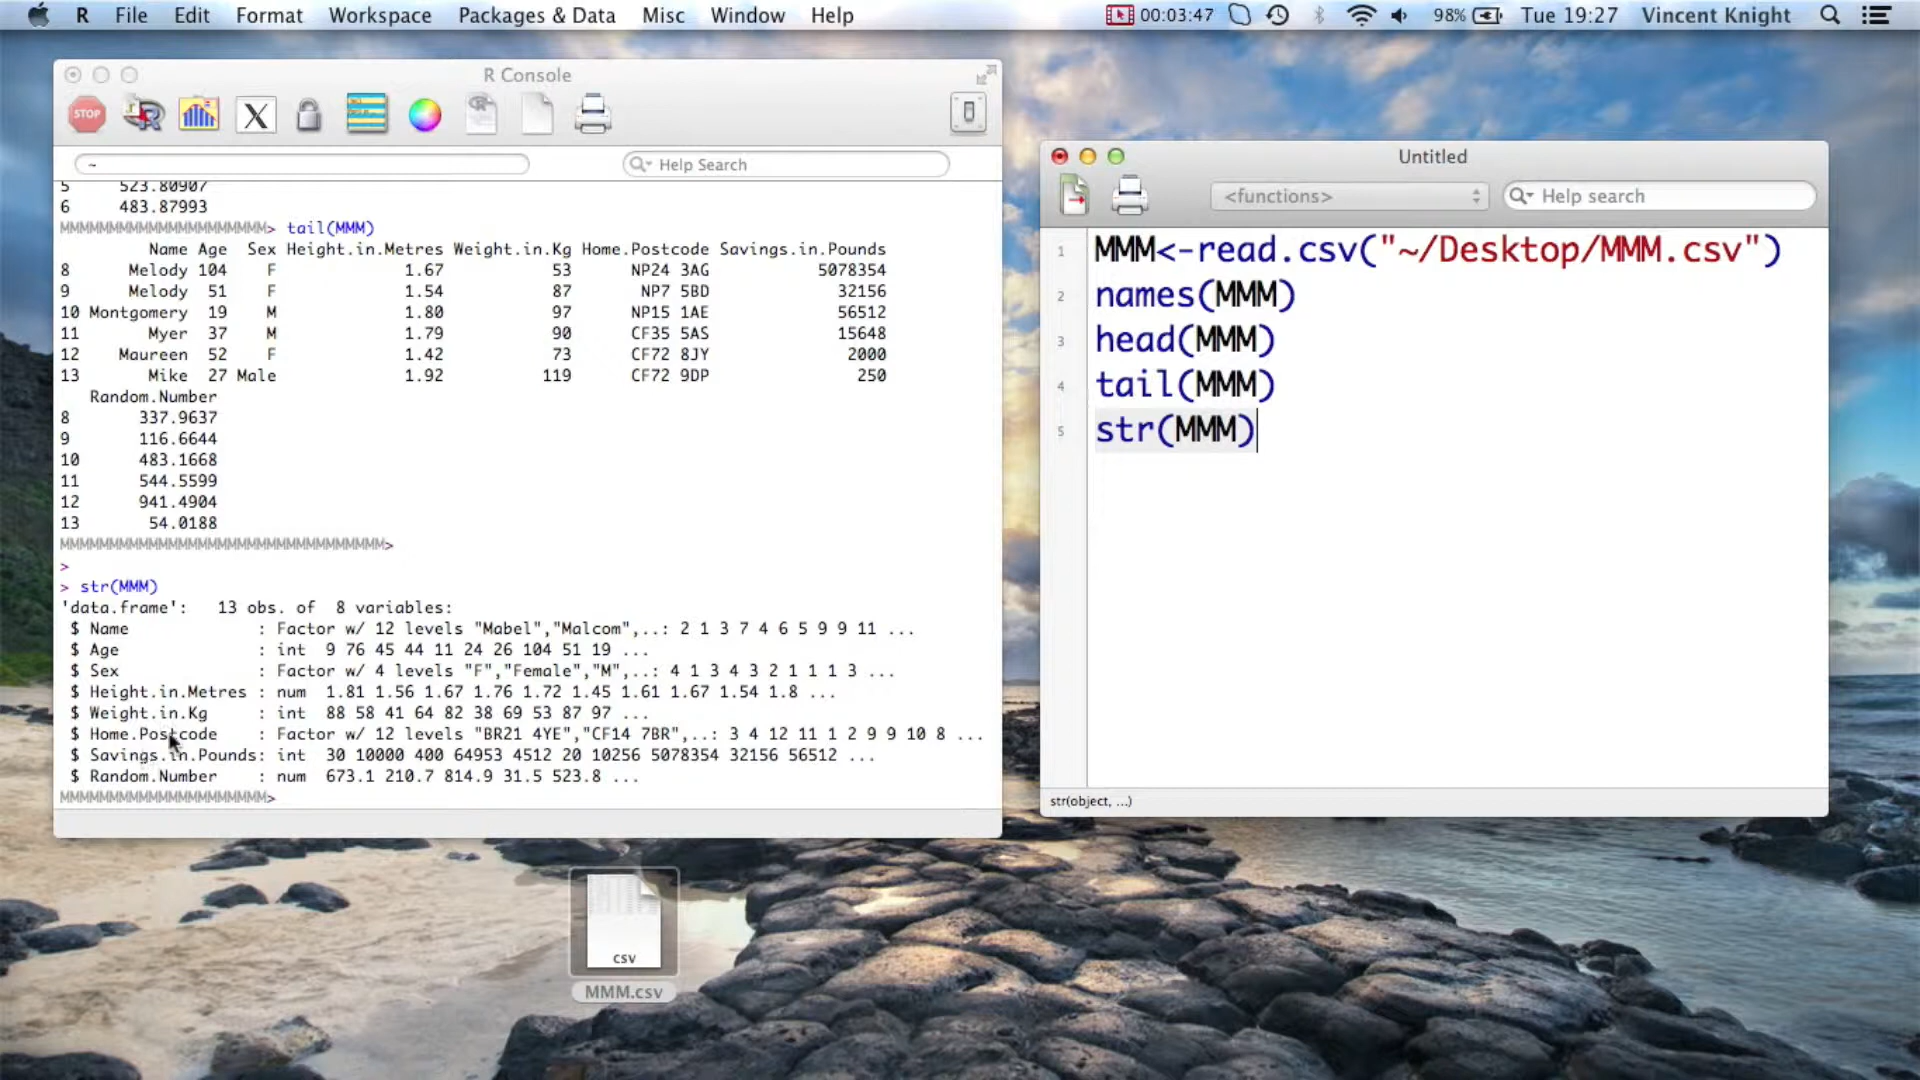 R File Edit Format Workspace Packages & Data Misc Window Help 00:03:47 98% Tue 19:27 Vincent Knight
R Console
STOP
~ Help Search
5 523.80907
6 483.87993
MMMMMMMMMMMMMMMMMMMMM> tail(MMM)
Name Age Sex Height.in.Metres Weight.in.Kg Home.Postcode Savings.in.Pounds
8 Melody 104 F 1.67 53 NP24 3AG 5078354
9 Melody 51 F 1.54 87 NP7 5BD 32156
10 Montgomery 19 M 1.80 97 NP15 1AE 56512
11 Myer 37 M 1.79 90 CF35 5AS 15648
12 Maureen 52 F 1.42 73 CF72 8JY 2000
13 Mike 27 Male 1.92 119 CF72 9DP 250
Random.Number
8 337.9637
9 116.6644
10 483.1668
11 544.5599
12 941.4904
13 54.0188
MMMMMMMMMMMMMMMMMMMMMMMMMMMMMMMMM>
>
> str(MMM)
'data.frame': 13 obs. of 8 variables:
$ Name : Factor w/ 12 levels "Mabel","Malcom",..: 2 1 3 7 4 6 5 9 9 11 ...
$ Age : int 9 76 45 44 11 24 26 104 51 19 ...
$ Sex : Factor w/ 4 levels "F","Female","M",..: 4 1 3 4 3 2 1 1 1 3 ...
$ Height.in.Metres : num 1.81 1.56 1.67 1.76 1.72 1.45 1.61 1.67 1.54 1.8 ...
$ Weight.in.Kg : int 88 58 41 64 82 38 69 53 87 97 ...
$ Home.Postcode : Factor w/ 12 levels "BR21 4YE","CF14 7BR",..: 3 4 12 11 1 2 9 9 10 8 ...
$ Savings.in.Pounds: int 30 10000 400 64953 4512 20 10256 5078354 32156 56512 ...
$ Random.Number : num 673.1 210.7 814.9 31.5 523.8 ...
MMMMMMMMMMMMMMMMMMMMM>
Untitled
<functions> Help search
1 MMM<-read.csv("~/Desktop/MMM.csv")
2 names(MMM)
3 head(MMM)
4 tail(MMM)
5 str(MMM)
str(object, ...)
CSV
MMM.csv